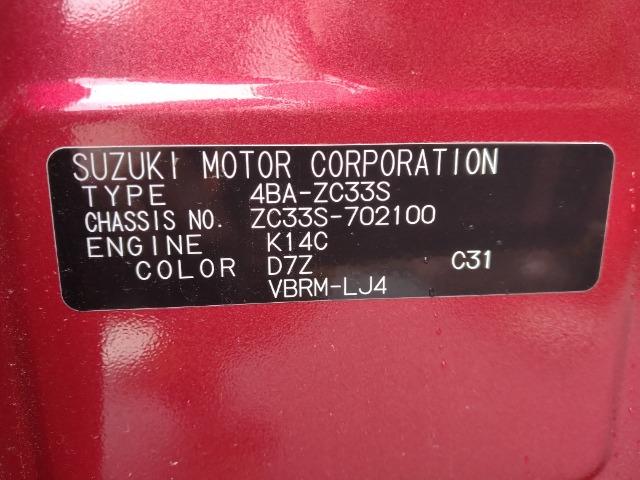 SUZUKI MOTOR CORPORATION
TYPE 4BA-ZC33S
CHASSIS NO. ZC33S-702100
ENGINE K14C
COLOR D7Z C31
VBRM-LJ4